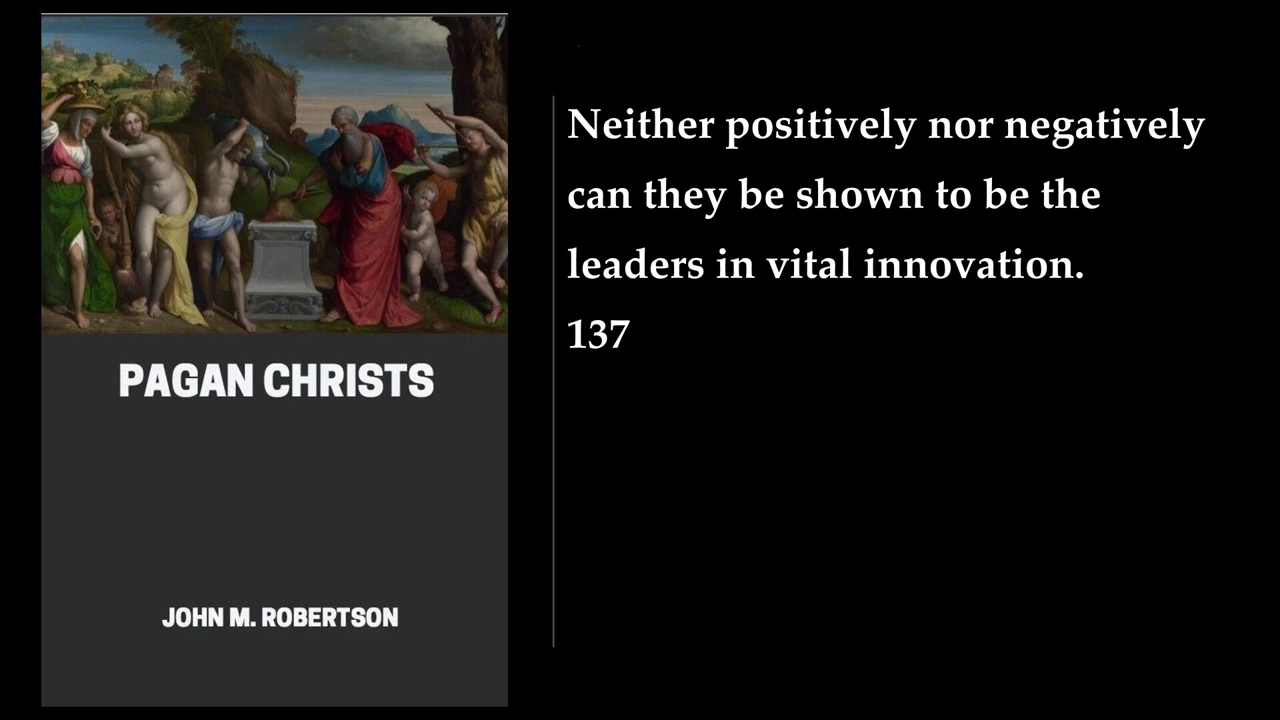 PAGAN CHRISTS
JOHN M. ROBERTSON
Neither positively nor negatively
can they be shown to be the
leaders in vital innovation.
137